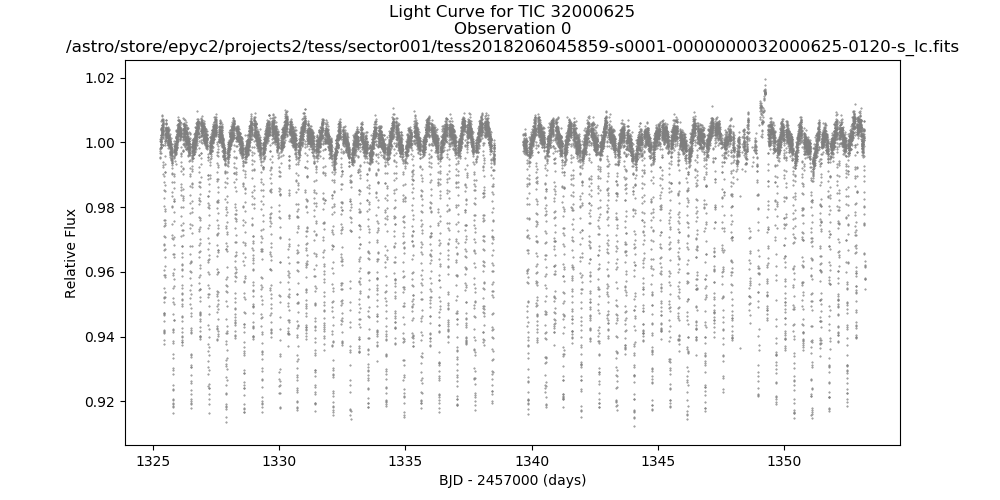 Light Curve for TIC 32000625
Observation 0
/astro/store/epyc2/projects2/tess/sector001/tess2018206045859-s0001-0000000032000625-0120-s_lc.fits
1.02
1.00
0.98
0.96
0.94
0.92
Relative Flux
1325
1330
1335
1340
1345
1350
BJD - 2457000 (days)